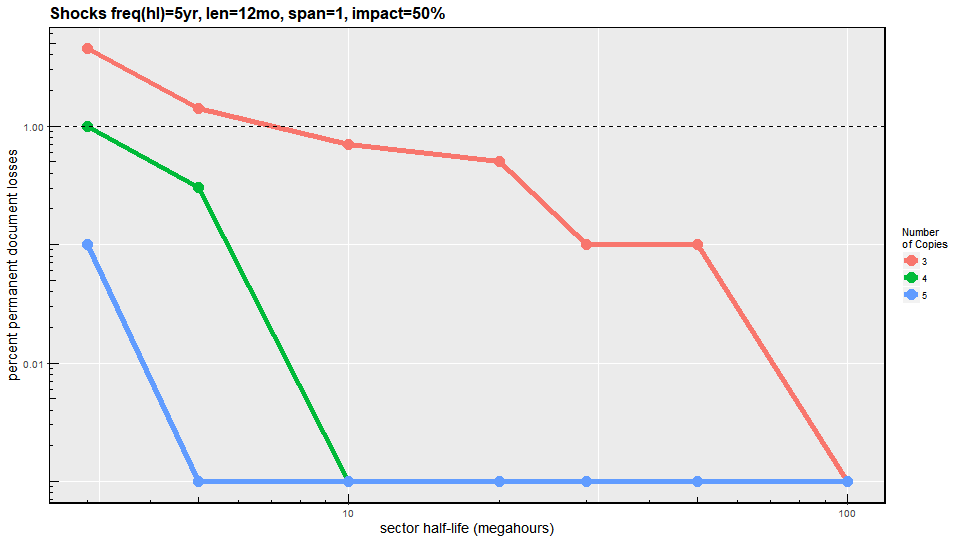 Shocks freq(hl)=5yr, len=12mo, span=1, impact=50%
percent permanent document losses
1.00
0.01
10
100
sector half-life (megahours)
Number
of Copies
3
4
5